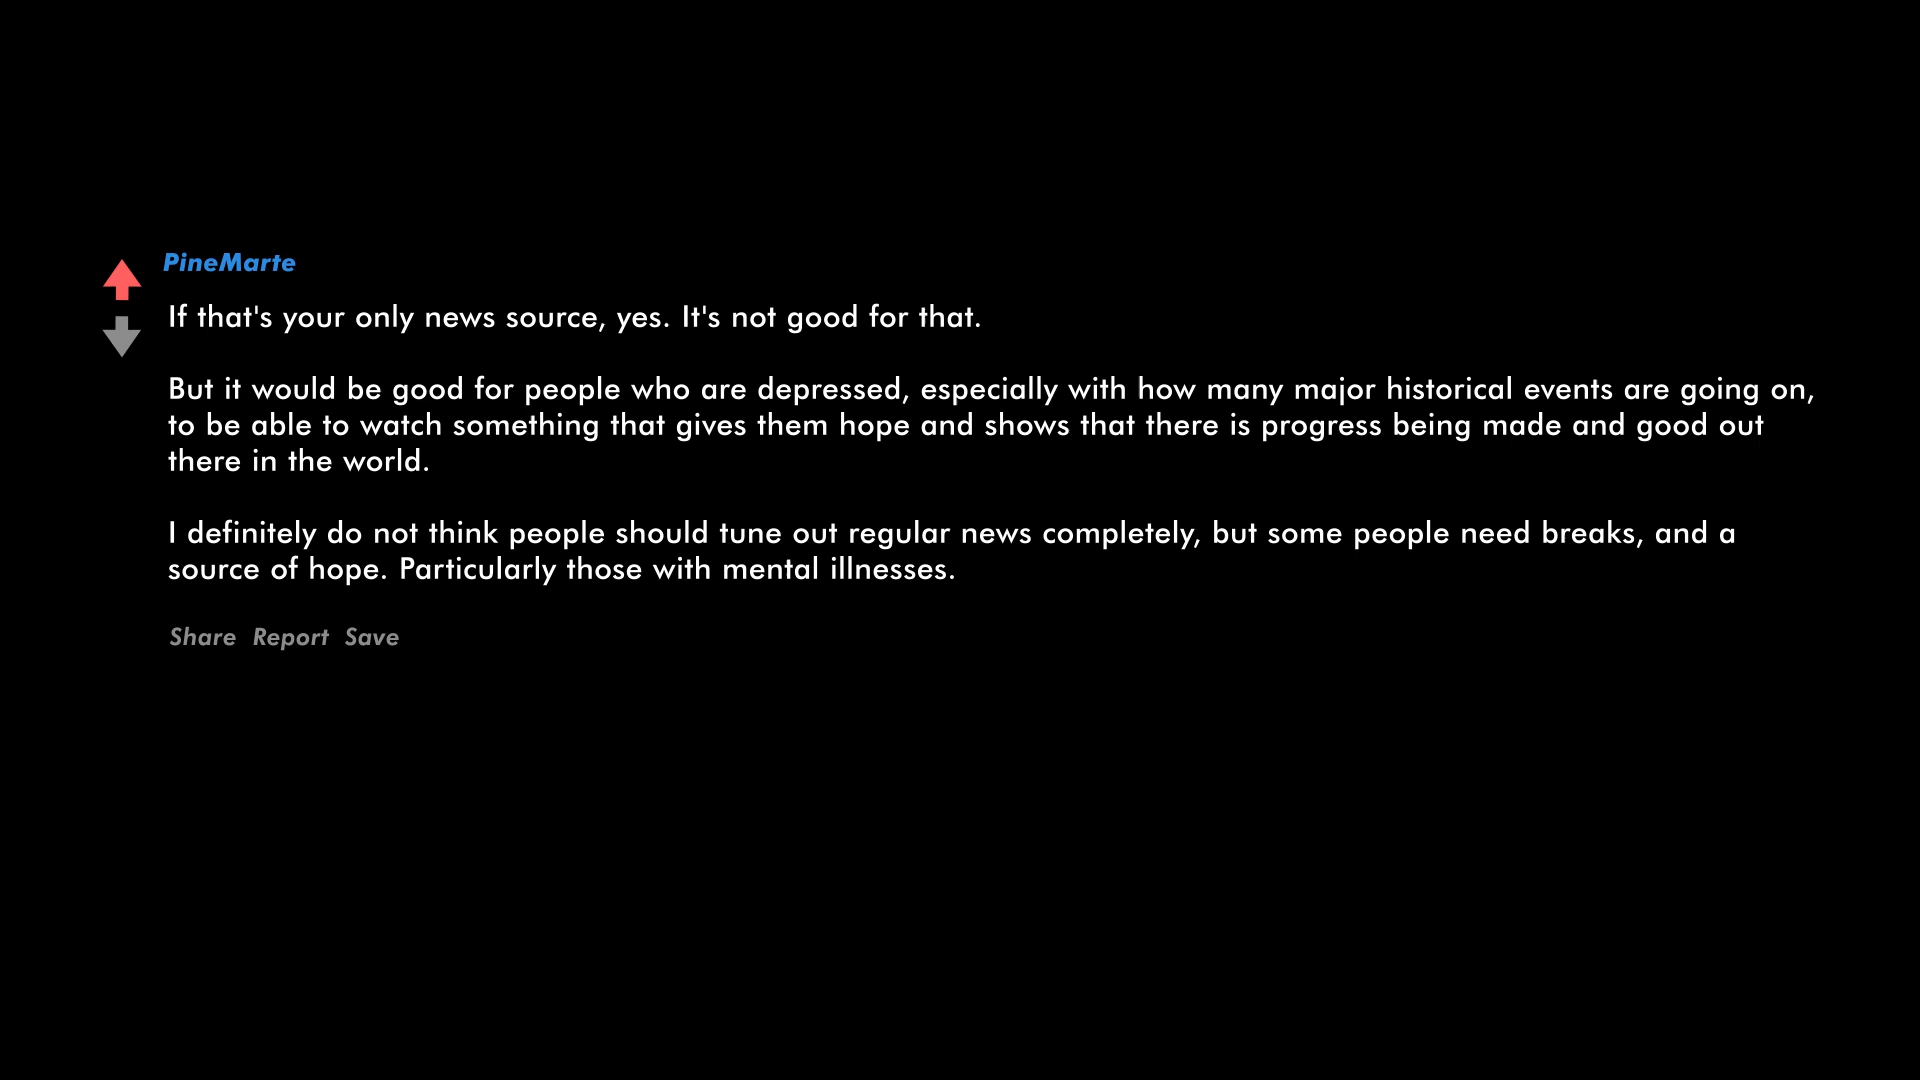 PineMarte
If that's your only news source, yes. It's not good for that.
But it would be good for people who are depressed, especially with how many major historical events are going on,
to be able to watch something that gives them hope and shows that there is progress being made and good out
there in the world.
I definitely do not think people should tune out regular news completely, but some people need breaks, and a
source of hope. Particularly those with mental illnesses.
Share Report Save